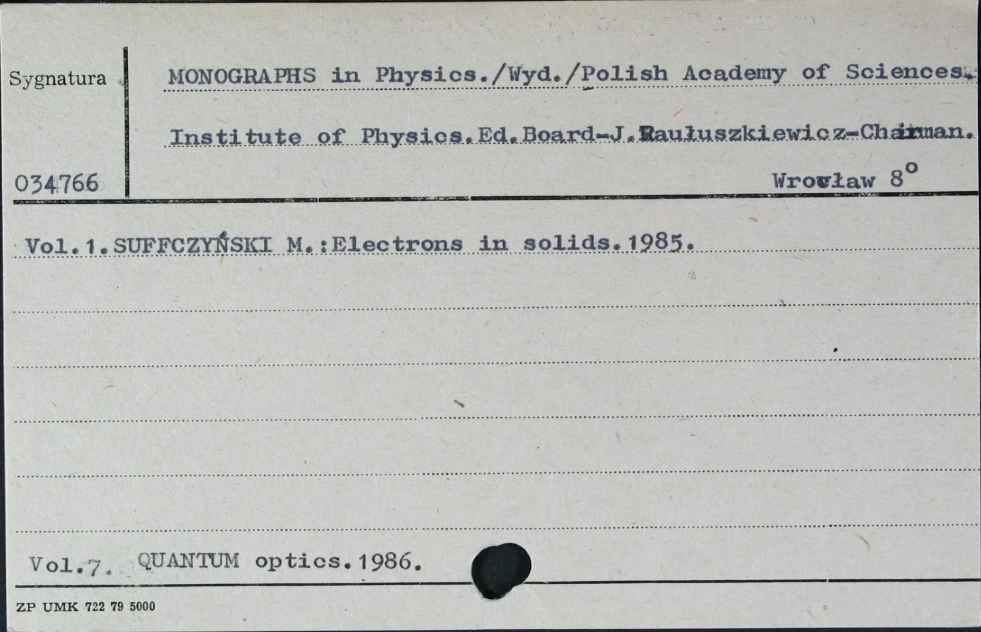 Sygnatura
MONOGRAPHS in Physics./Wyd./Polish Academy of Sciences.
Institute of Physics.Ed.Board-J.Raułuszkiewicz-Chairman.
034766
Wrocław 8°
Vol.1.SUFFCZYŃSKI M.:Electrons in solids.1985.
Vol.7. QUANTUM optics.1986.
ZP UMK 722 79 5000